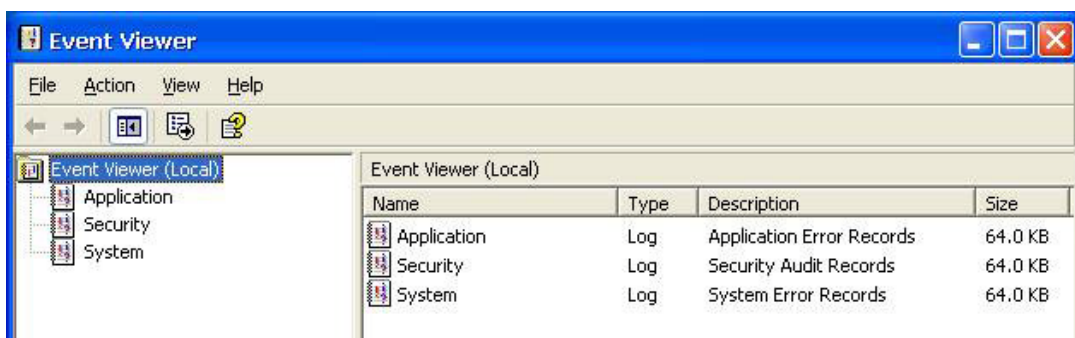 Event Viewer
File Action View Help
Event Viewer (Local)
Application
Security
System
Event Viewer (Local)
Name Type Description Size
Application Log Application Error Records 64.0 KB
Security Log Security Audit Records 64.0 KB
System Log System Error Records 64.0 KB